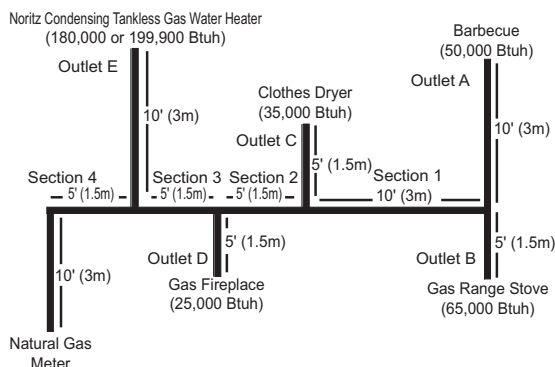 Noritz Condensing Tankless Gas Water Heater
(180,000 or 199,900 Btuh)
Outlet E
10' (3m)
Barbecue
(50,000 Btuh)
Outlet A
10' (3m)
Clothes Dryer
(35,000 Btuh)
Outlet C
5' (1.5m)
Section 4
5' (1.5m)
Section 3
5' (1.5m)
Section 2
5' (1.5m)
Section 1
10' (3m)
10' (3m)
Natural Gas
Meter
Outlet D
5' (1.5m)
Gas Fireplace
(25,000 Btuh)
Outlet B
5' (1.5m)
Gas Range Stove
(65,000 Btuh)